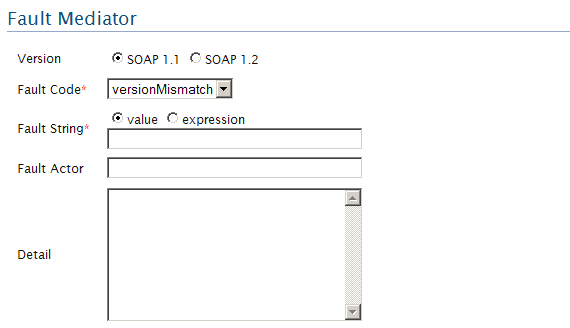 Fault Mediator
Version SOAP 1.1 SOAP 1.2
Fault Code* versionMismatch
Fault String* value expression
Fault Actor
Detail